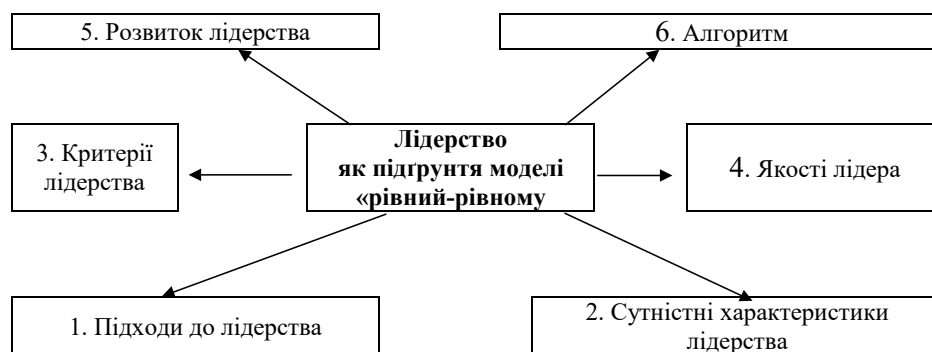 5. Розвиток лідерства
6. Алгоритм
3. Критерії
лідерства
Лідерство
як підґрунтя моделі
«рівний-рівному
4. Якості лідера
1. Підходи до лідерства
2. Сутністні характеристики
лідерства